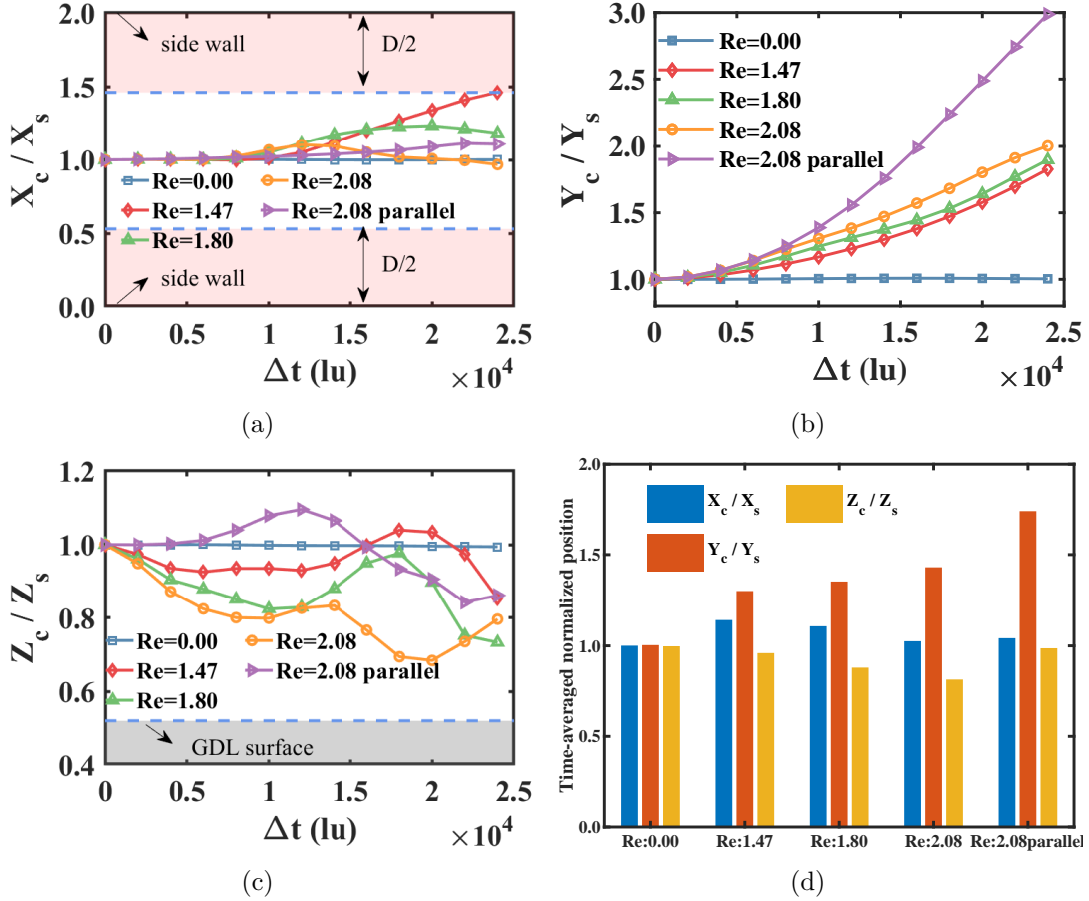 2.0
1.5
1.0
0.5
0.0
X_c / X_s
side wall
D/2
Re=0.00
Re=2.08
Re=1.47
Re=2.08 parallel
Re=1.80
D/2
side wall
0 0.5 1 1.5 2 2.5
Δt (lu)
×10^4
(a)
3.0
2.5
2.0
1.5
1.0
Y_c / Y_s
Re=0.00
Re=1.47
Re=1.80
Re=2.08
Re=2.08 parallel
0 0.5 1 1.5 2 2.5
Δt (lu)
×10^4
(b)
1.2
1.0
0.8
0.6
0.4
Z_c / Z_s
Re=0.00
Re=2.08
Re=1.47
Re=2.08 parallel
Re=1.80
GDL surface
0 0.5 1 1.5 2 2.5
Δt (lu)
×10^4
(c)
2.0
1.5
1.0
0.5
0.0
Time-averaged normalized position
X_c / X_s
Z_c / Z_s
Y_c / Y_s
Re:0.00 Re:1.47 Re:1.80 Re:2.08 Re:2.08parallel
(d)